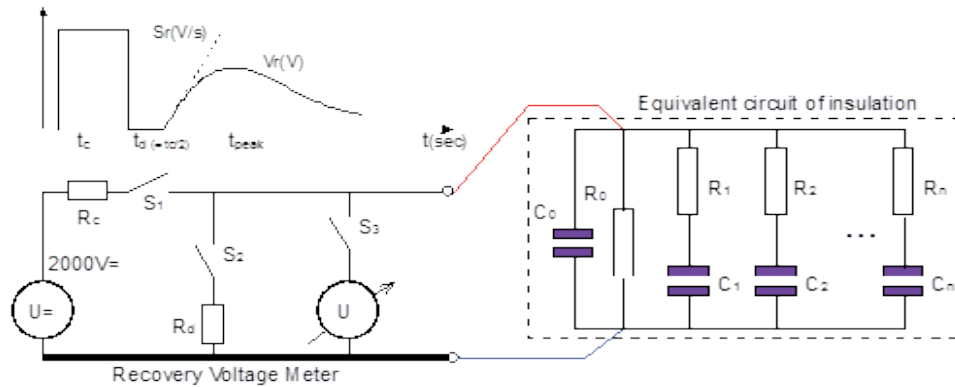 Sr(V/s)
Vr(V)
tc td (=tc/2) tpeak t(sec)
Equivalent circuit of insulation
Rc S1
S2
S3
2000V=
U=
Rd
U
Recovery Voltage Meter
C0 R0 R1 R2 Rn
C1 C2 ... Cn